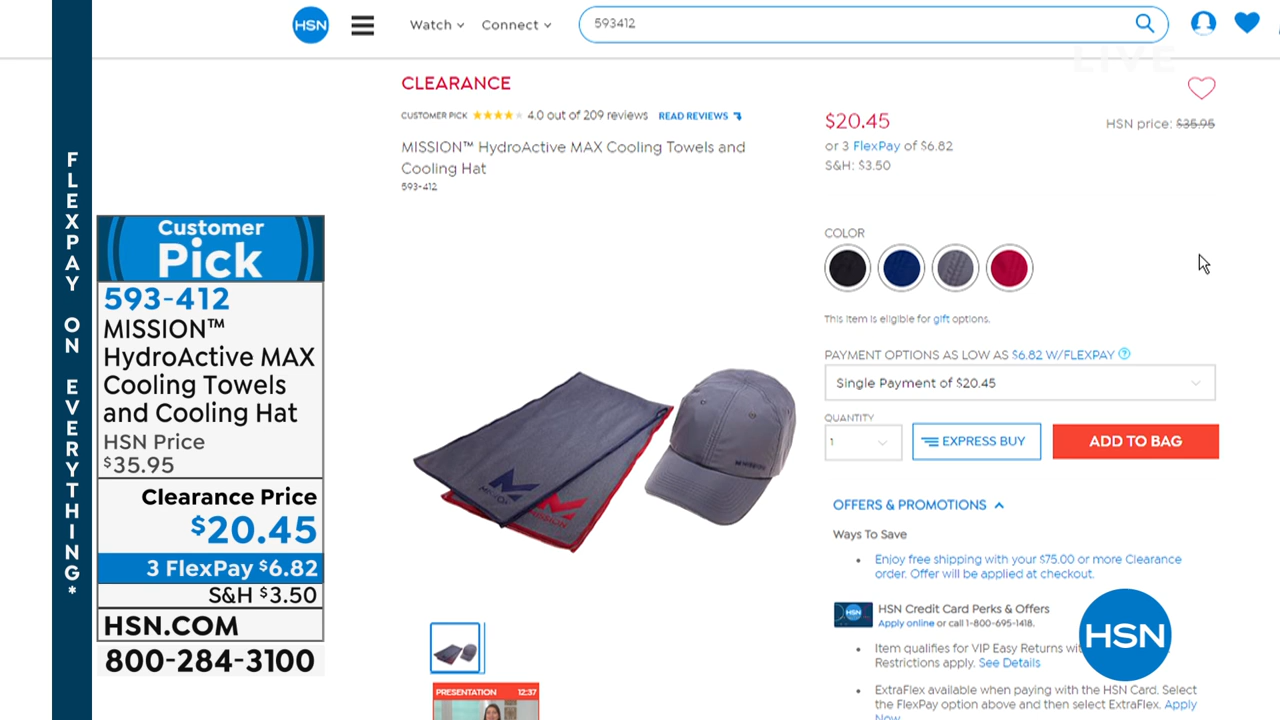 HSN
Watch
Connect
593412
LIVE
CLEARANCE
CUSTOMER PICK
4.0 out of 209 reviews
READ REVIEWS
MISSION™ HydroActive MAX Cooling Towels and
Cooling Hat
593-412
$20.45
HSN price: $35.95
or 3 FlexPay of $6.82
S&H: $3.50
COLOR
This item is eligible for gift options.
PAYMENT OPTIONS AS LOW AS $6.82 W/FLEXPAY ?
Single Payment of $20.45
QUANTITY
1
EXPRESS BUY
ADD TO BAG
OFFERS & PROMOTIONS
Ways To Save
Enjoy free shipping with your $75.00 or more Clearance
order. Offer will be applied at checkout.
HSN
HSN Credit Card Perks & Offers
Apply online or call 1-800-695-1418.
Item qualifies for VIP Easy Returns
Restrictions apply. See Details
ExtraFlex available when paying with the HSN Card. Select
the FlexPay option above and then select ExtraFlex. Apply
Now
HSN
MISSION
MISSION
MISSION
PRESENTATION 12:37
FLEXPAY ON EVERYTHING*
Customer
Pick
593-412
MISSION™
HydroActive MAX
Cooling Towels
and Cooling Hat
HSN Price
$35.95
Clearance Price
$20.45
3 FlexPay $6.82
S&H $3.50
HSN.COM
800-284-3100